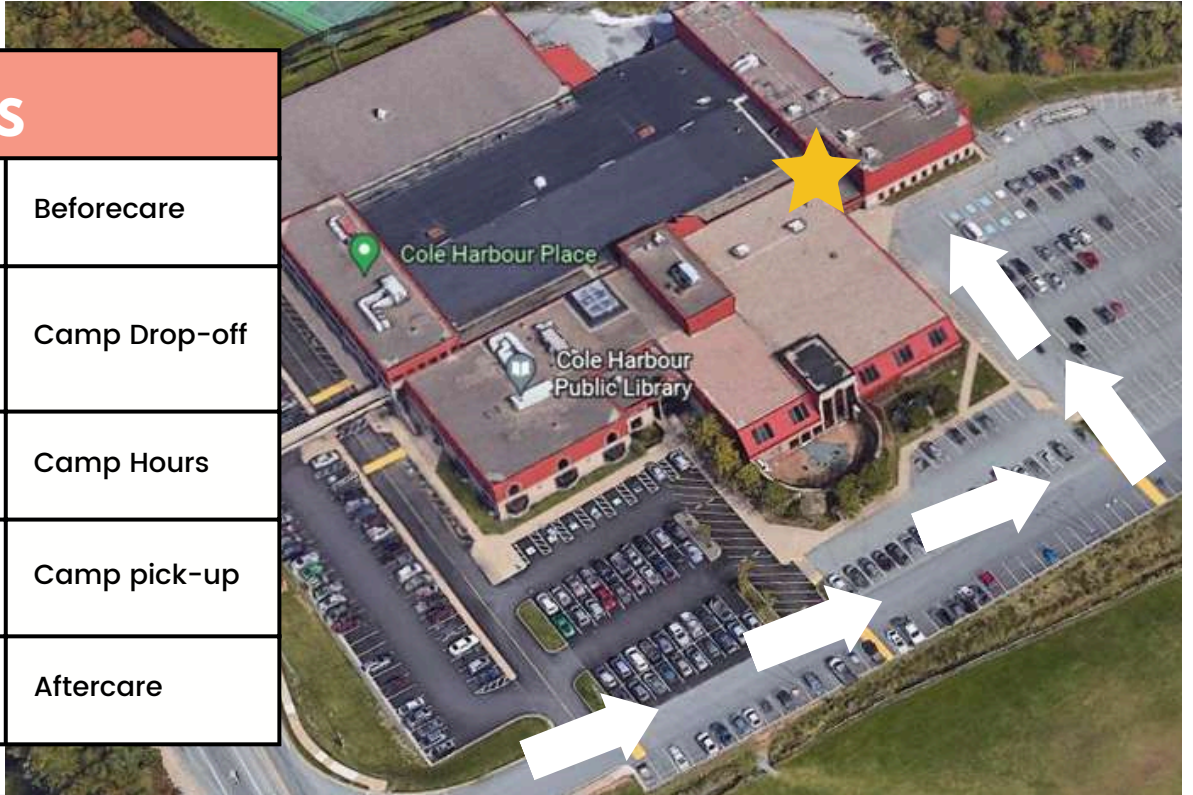 S
Beforecare
Camp Drop-off
Camp Hours
Camp pick-up
Aftercare
Cole Harbour Place
Cole Harbour
Public Library